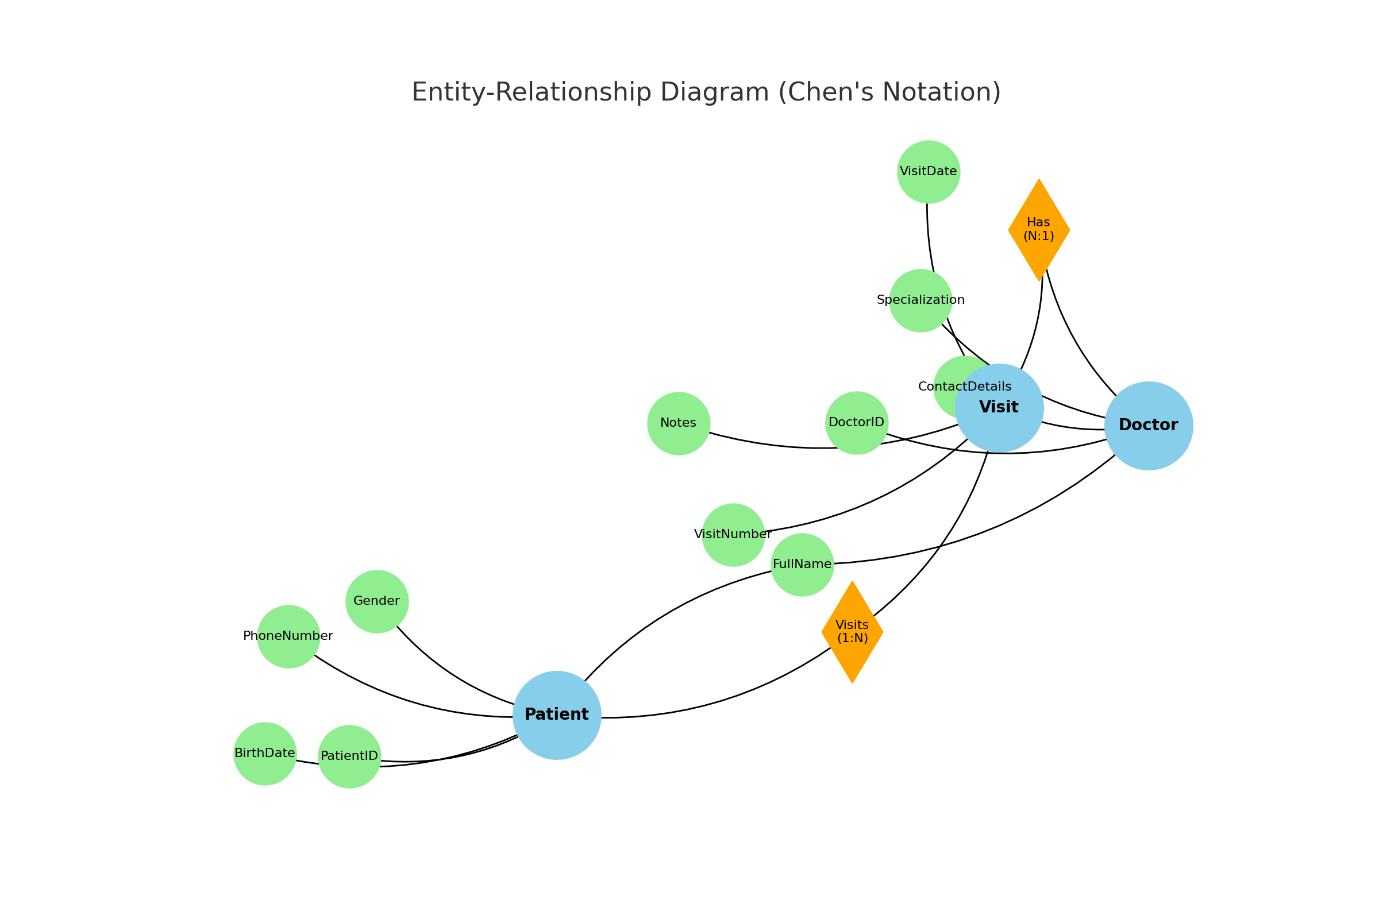 Entity-Relationship Diagram (Chen's Notation)
VisitDate
Has
(N:1)
Specialization
ContactDetails
Visit
Notes
DoctorID
Doctor
VisitNumber
FullName
Gender
Visits
(1:N)
PhoneNumber
Patient
BirthDate
PatientID